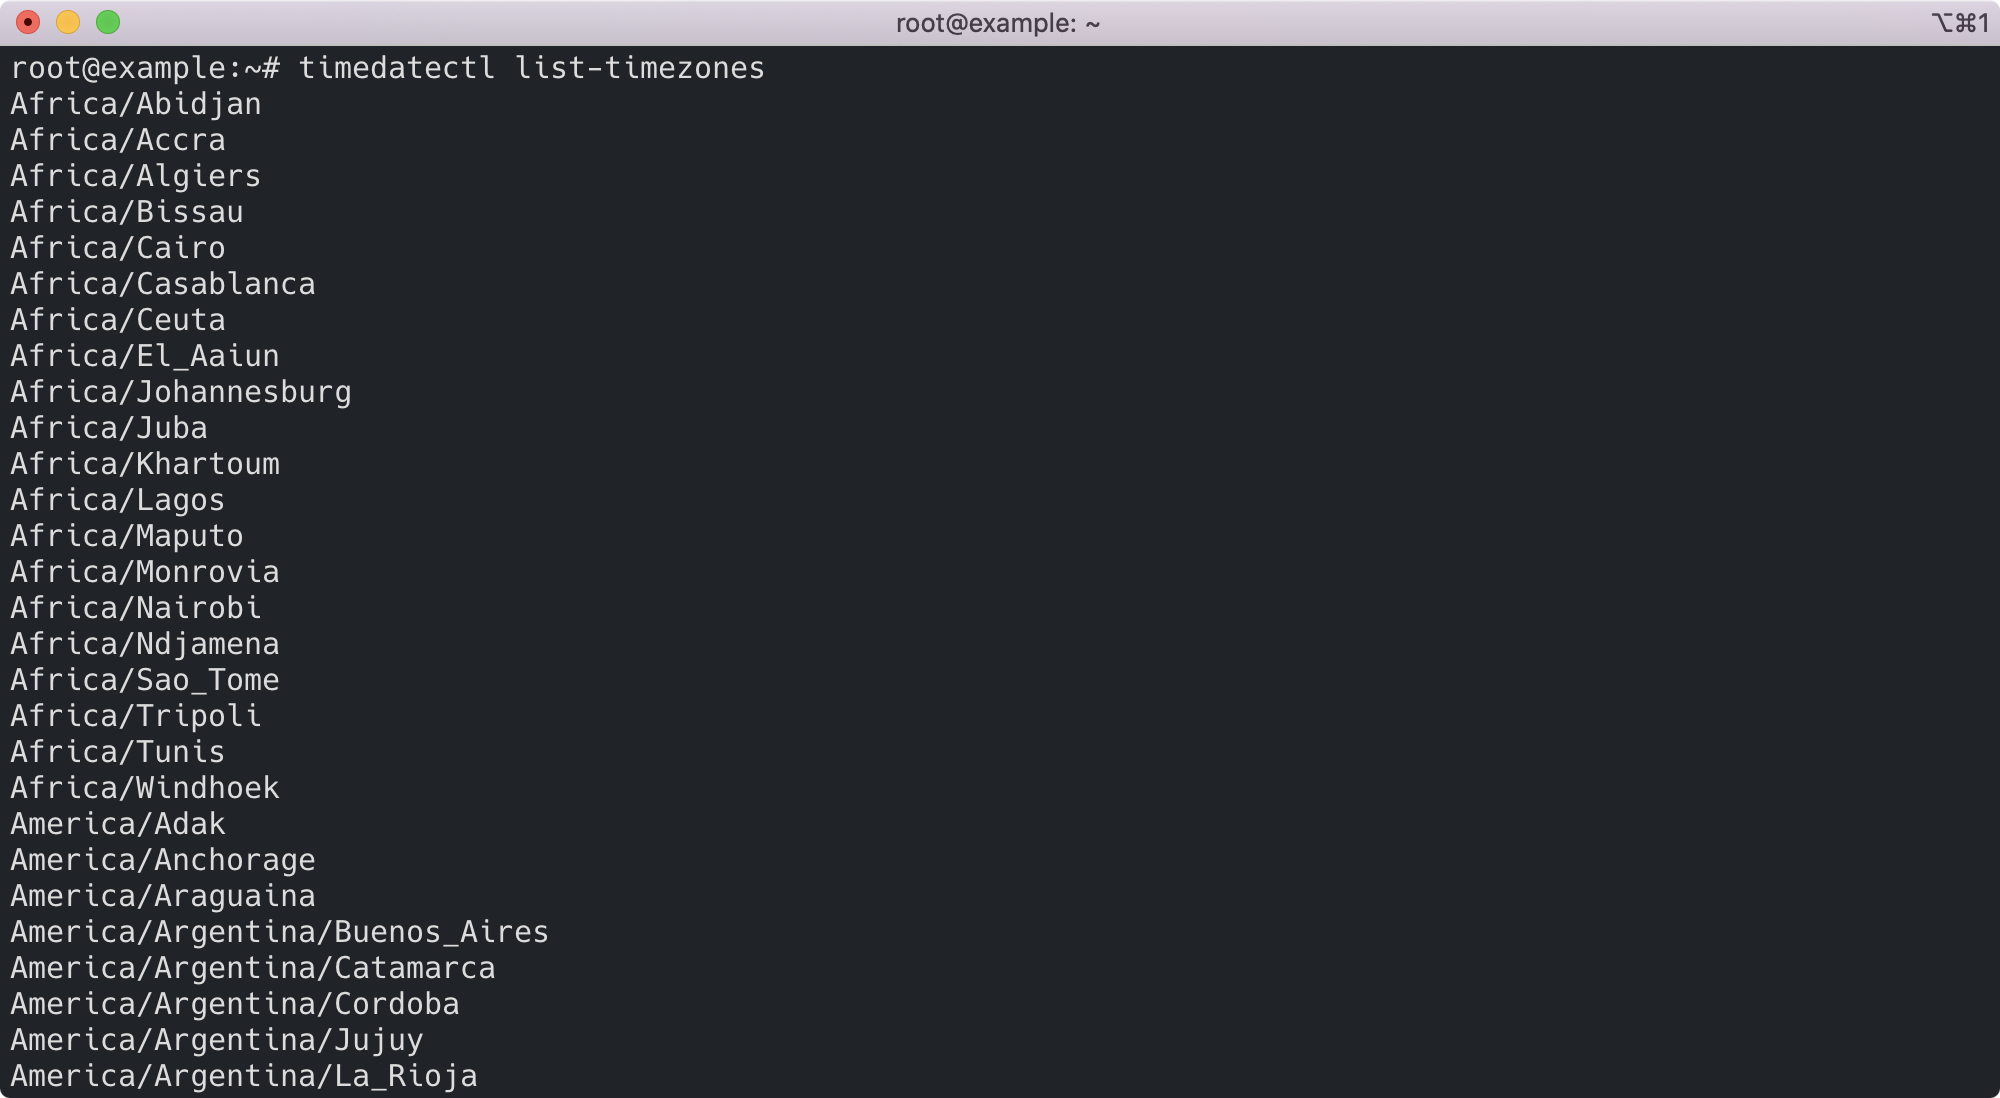 root@example: ~
⌥⌘1
root@example:~# timedatectl list-timezones
Africa/Abidjan
Africa/Accra
Africa/Algiers
Africa/Bissau
Africa/Cairo
Africa/Casablanca
Africa/Ceuta
Africa/El_Aaiun
Africa/Johannesburg
Africa/Juba
Africa/Khartoum
Africa/Lagos
Africa/Maputo
Africa/Monrovia
Africa/Nairobi
Africa/Ndjamena
Africa/Sao_Tome
Africa/Tripoli
Africa/Tunis
Africa/Windhoek
America/Adak
America/Anchorage
America/Araguaina
America/Argentina/Buenos_Aires
America/Argentina/Catamarca
America/Argentina/Cordoba
America/Argentina/Jujuy
America/Argentina/La_Rioja